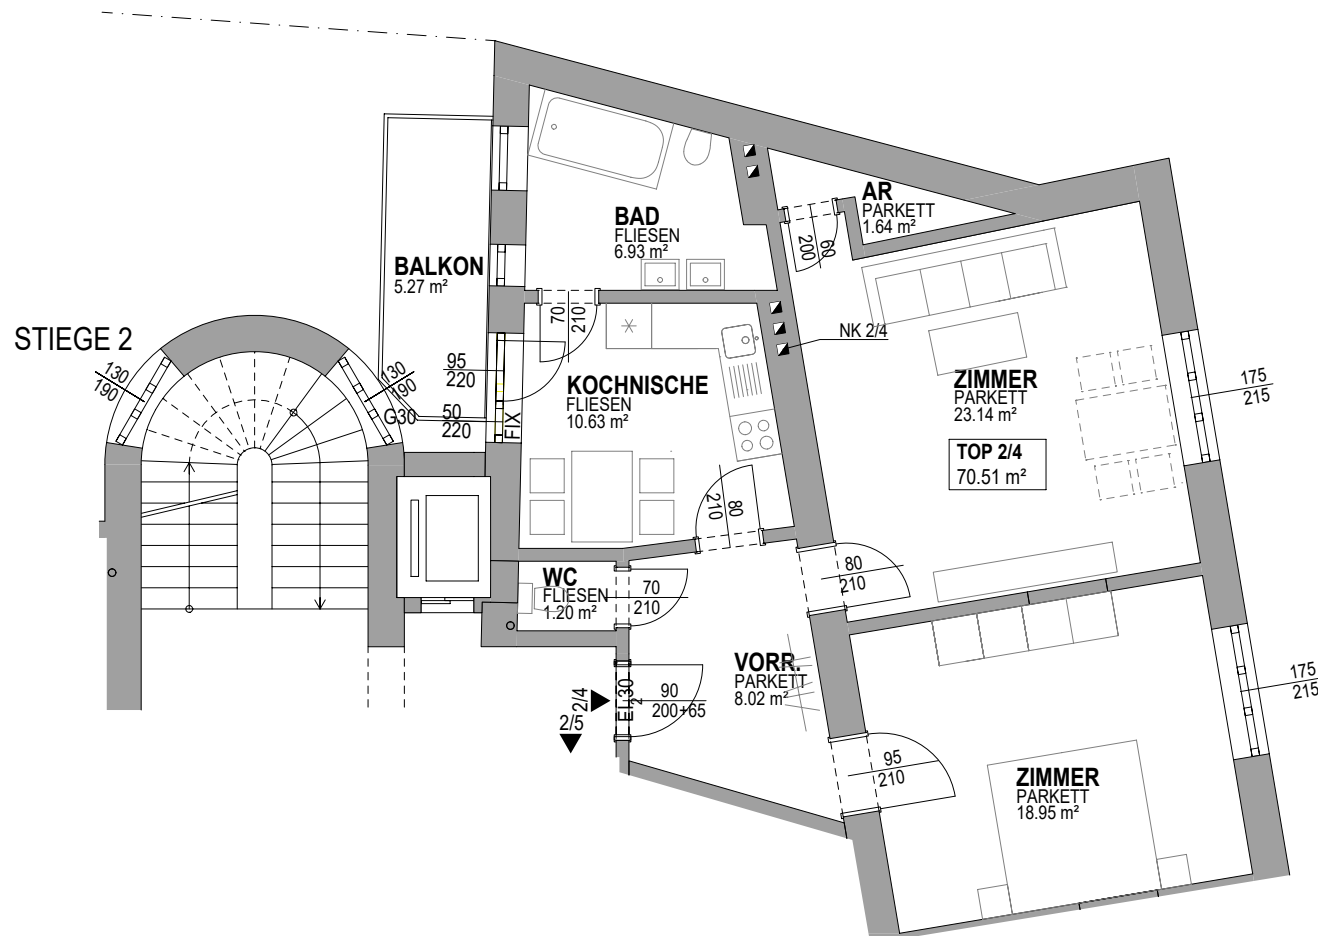 AR
PARKETT
1.64 m²
BAD
FLIESEN
6.93 m²
60
200
BALKON
5.27 m²
STIEGE 2
70
210
NK 2/4
130
190
130
190
95
220
KOCHNISCHE
FLIESEN
10.63 m²
ZIMMER
PARKETT
23.14 m²
175
215
G30
50
220
FIX
TOP 2/4
70.51 m²
80
210
80
210
WC
FLIESEN
1.20 m²
70
210
VORR.
PARKETT
8.02 m²
175
215
EI₂30
90
200+65
2/4
2/5
95
210
ZIMMER
PARKETT
18.95 m²